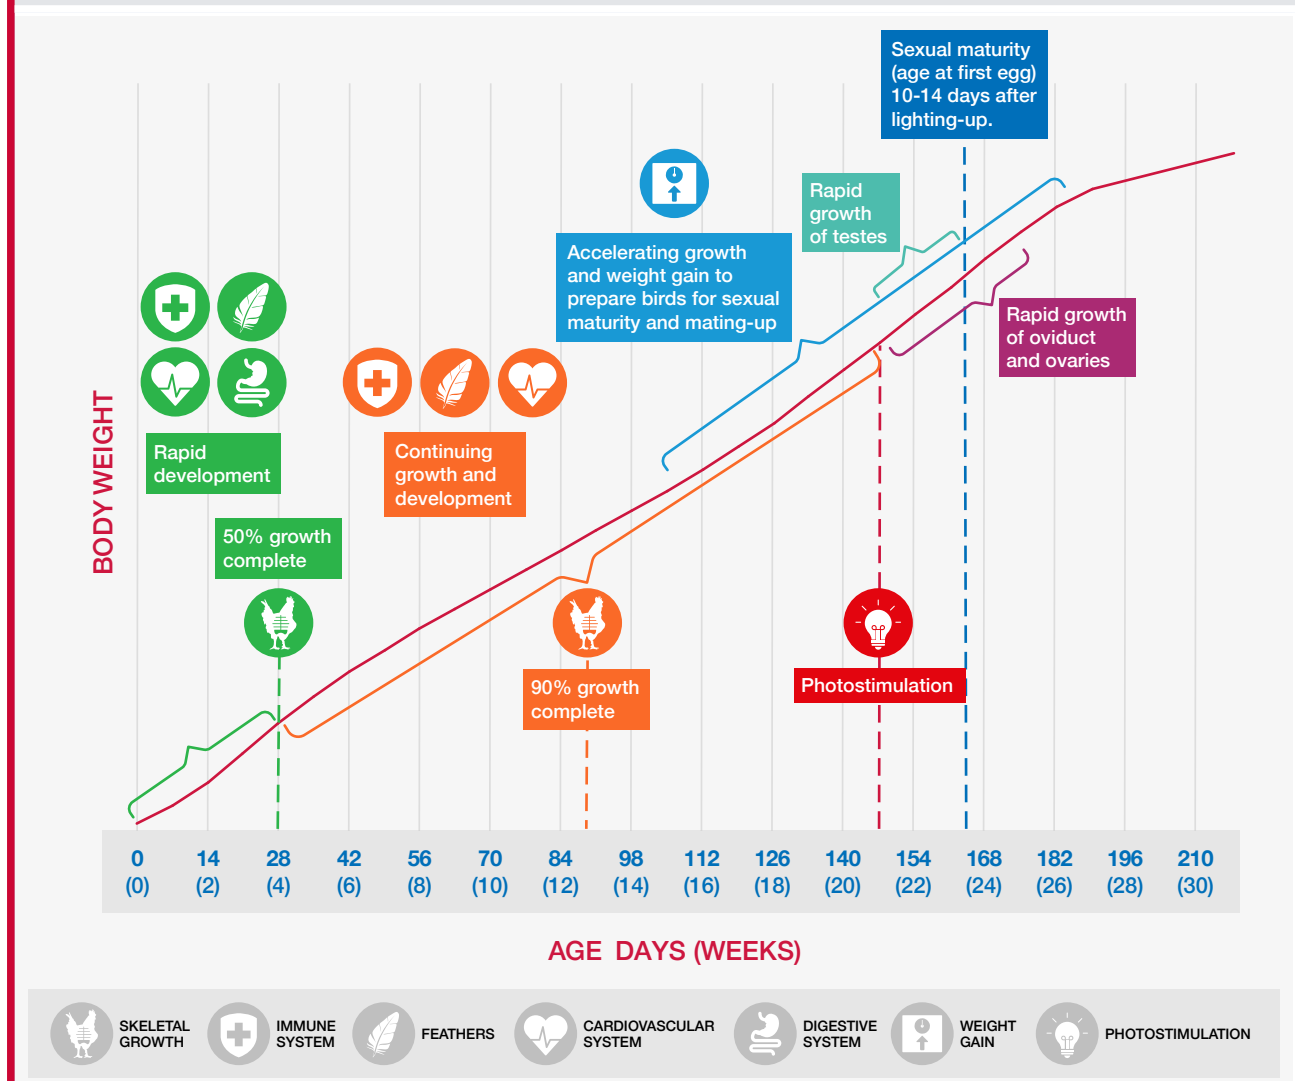 Sexual maturity
(age at first egg)
10-14 days after
lighting-up.
Rapid
growth
of testes
Accelerating growth
and weight gain to
prepare birds for sexual
maturity and mating-up
Rapid growth
of oviduct
and ovaries
Rapid
development
Continuing
growth and
development
50% growth
complete
90% growth
complete
Photostimulation
BODY WEIGHT
0 14 28 42 56 70 84 98 112 126 140 154 168 182 196 210
(0) (2) (4) (6) (8) (10) (12) (14) (16) (18) (20) (22) (24) (26) (28) (30)
AGE DAYS (WEEKS)
SKELETAL
GROWTH
IMMUNE
SYSTEM
FEATHERS
CARDIOVASCULAR
SYSTEM
DIGESTIVE
SYSTEM
WEIGHT
GAIN
PHOTOSTIMULATION